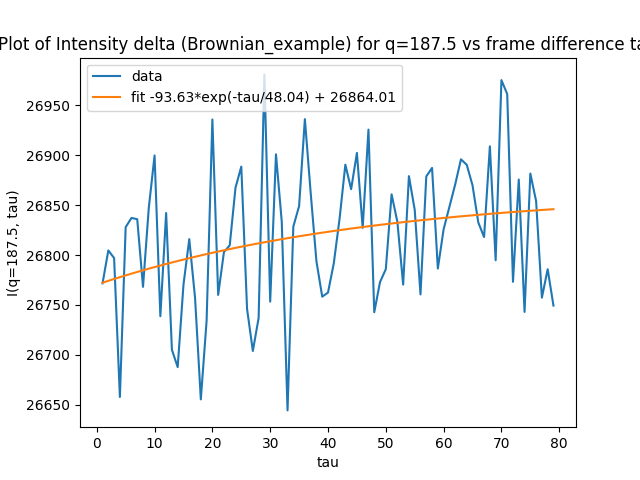 Plot of Intensity delta (Brownian_example) for q=187.5 vs frame difference ta
data
fit -93.63*exp(-tau/48.04) + 26864.01
I(q=187.5, tau)
26950
26900
26850
26800
26750
26700
26650
0 10 20 30 40 50 60 70 80
tau